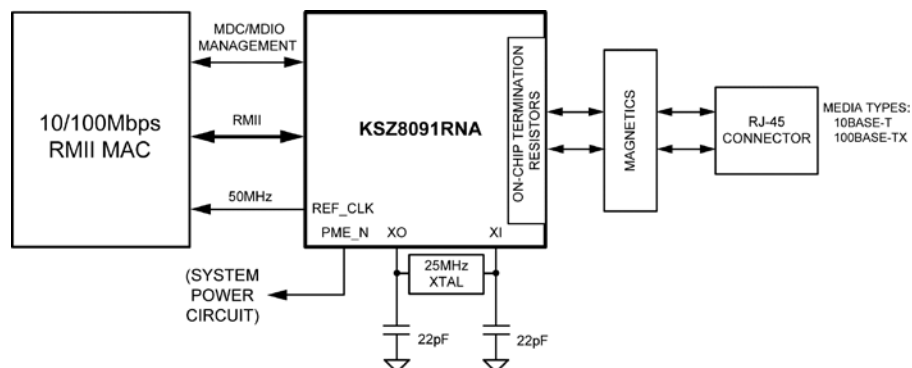 MDC/MDIO
MANAGEMENT
10/100Mbps
RMII MAC
RMII
50MHz
KSZ8091RNA
REF_CLK
PME_N
XO
XI
ON-CHIP TERMINATION
RESISTORS
MAGNETICS
RJ-45
CONNECTOR
MEDIA TYPES:
10BASE-T
100BASE-TX
(SYSTEM
POWER
CIRCUIT)
25MHz
XTAL
22pF
22pF